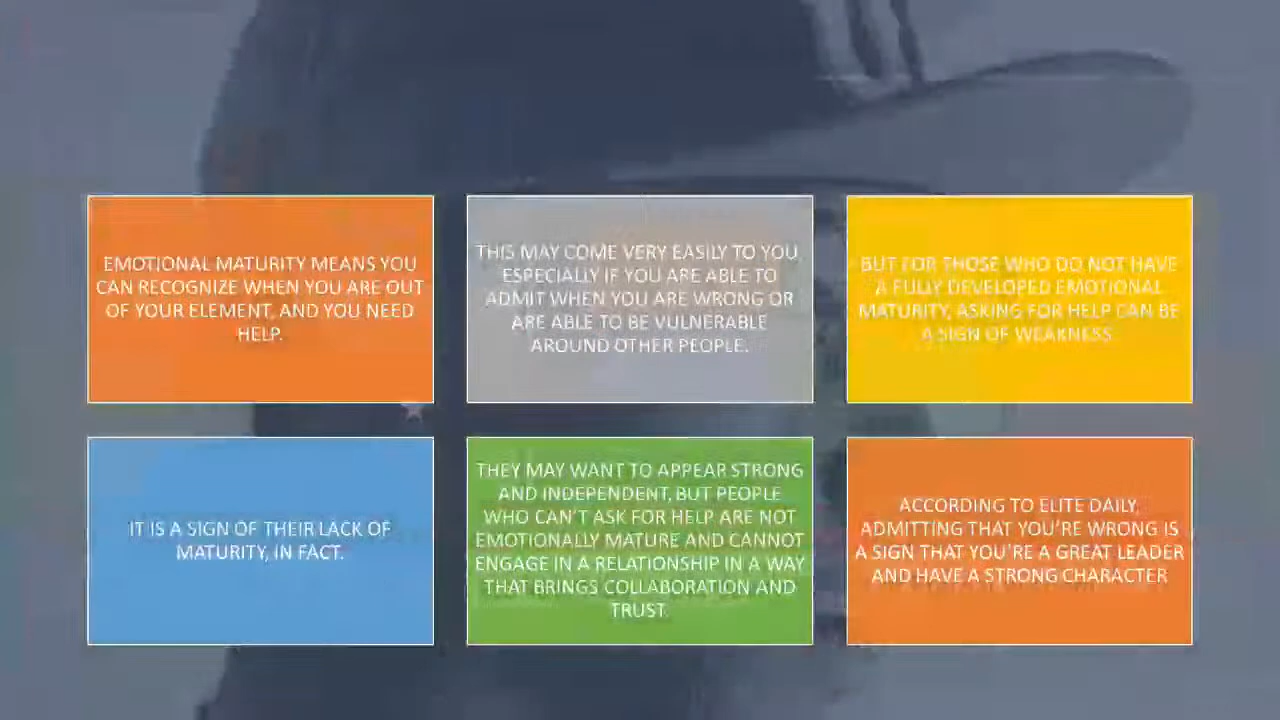 EMOTIONAL MATURITY MEANS YOU
CAN RECOGNIZE WHEN YOU ARE OUT
OF YOUR ELEMENT, AND YOU NEED
HELP.
THIS MAY COME VERY EASILY TO YOU
ESPECIALLY IF YOU ARE ABLE TO
ADMIT WHEN YOU ARE WRONG OR
ARE ABLE TO BE VULNERABLE
AROUND OTHER PEOPLE.
BUT FOR THOSE WHO DO NOT HAVE
A FULLY DEVELOPED EMOTIONAL
MATURITY, ASKING FOR HELP CAN BE
A SIGN OF WEAKNESS.
IT IS A SIGN OF THEIR LACK OF
MATURITY, IN FACT.
THEY MAY WANT TO APPEAR STRONG
AND INDEPENDENT, BUT PEOPLE
WHO CAN'T ASK FOR HELP ARE NOT
EMOTIONALLY MATURE AND CANNOT
ENGAGE IN A RELATIONSHIP IN A WAY
THAT BRINGS COLLABORATION AND
TRUST.
ACCORDING TO ELITE DAILY,
ADMITTING THAT YOU'RE WRONG IS
A SIGN THAT YOU'RE A GREAT LEADER
AND HAVE A STRONG CHARACTER